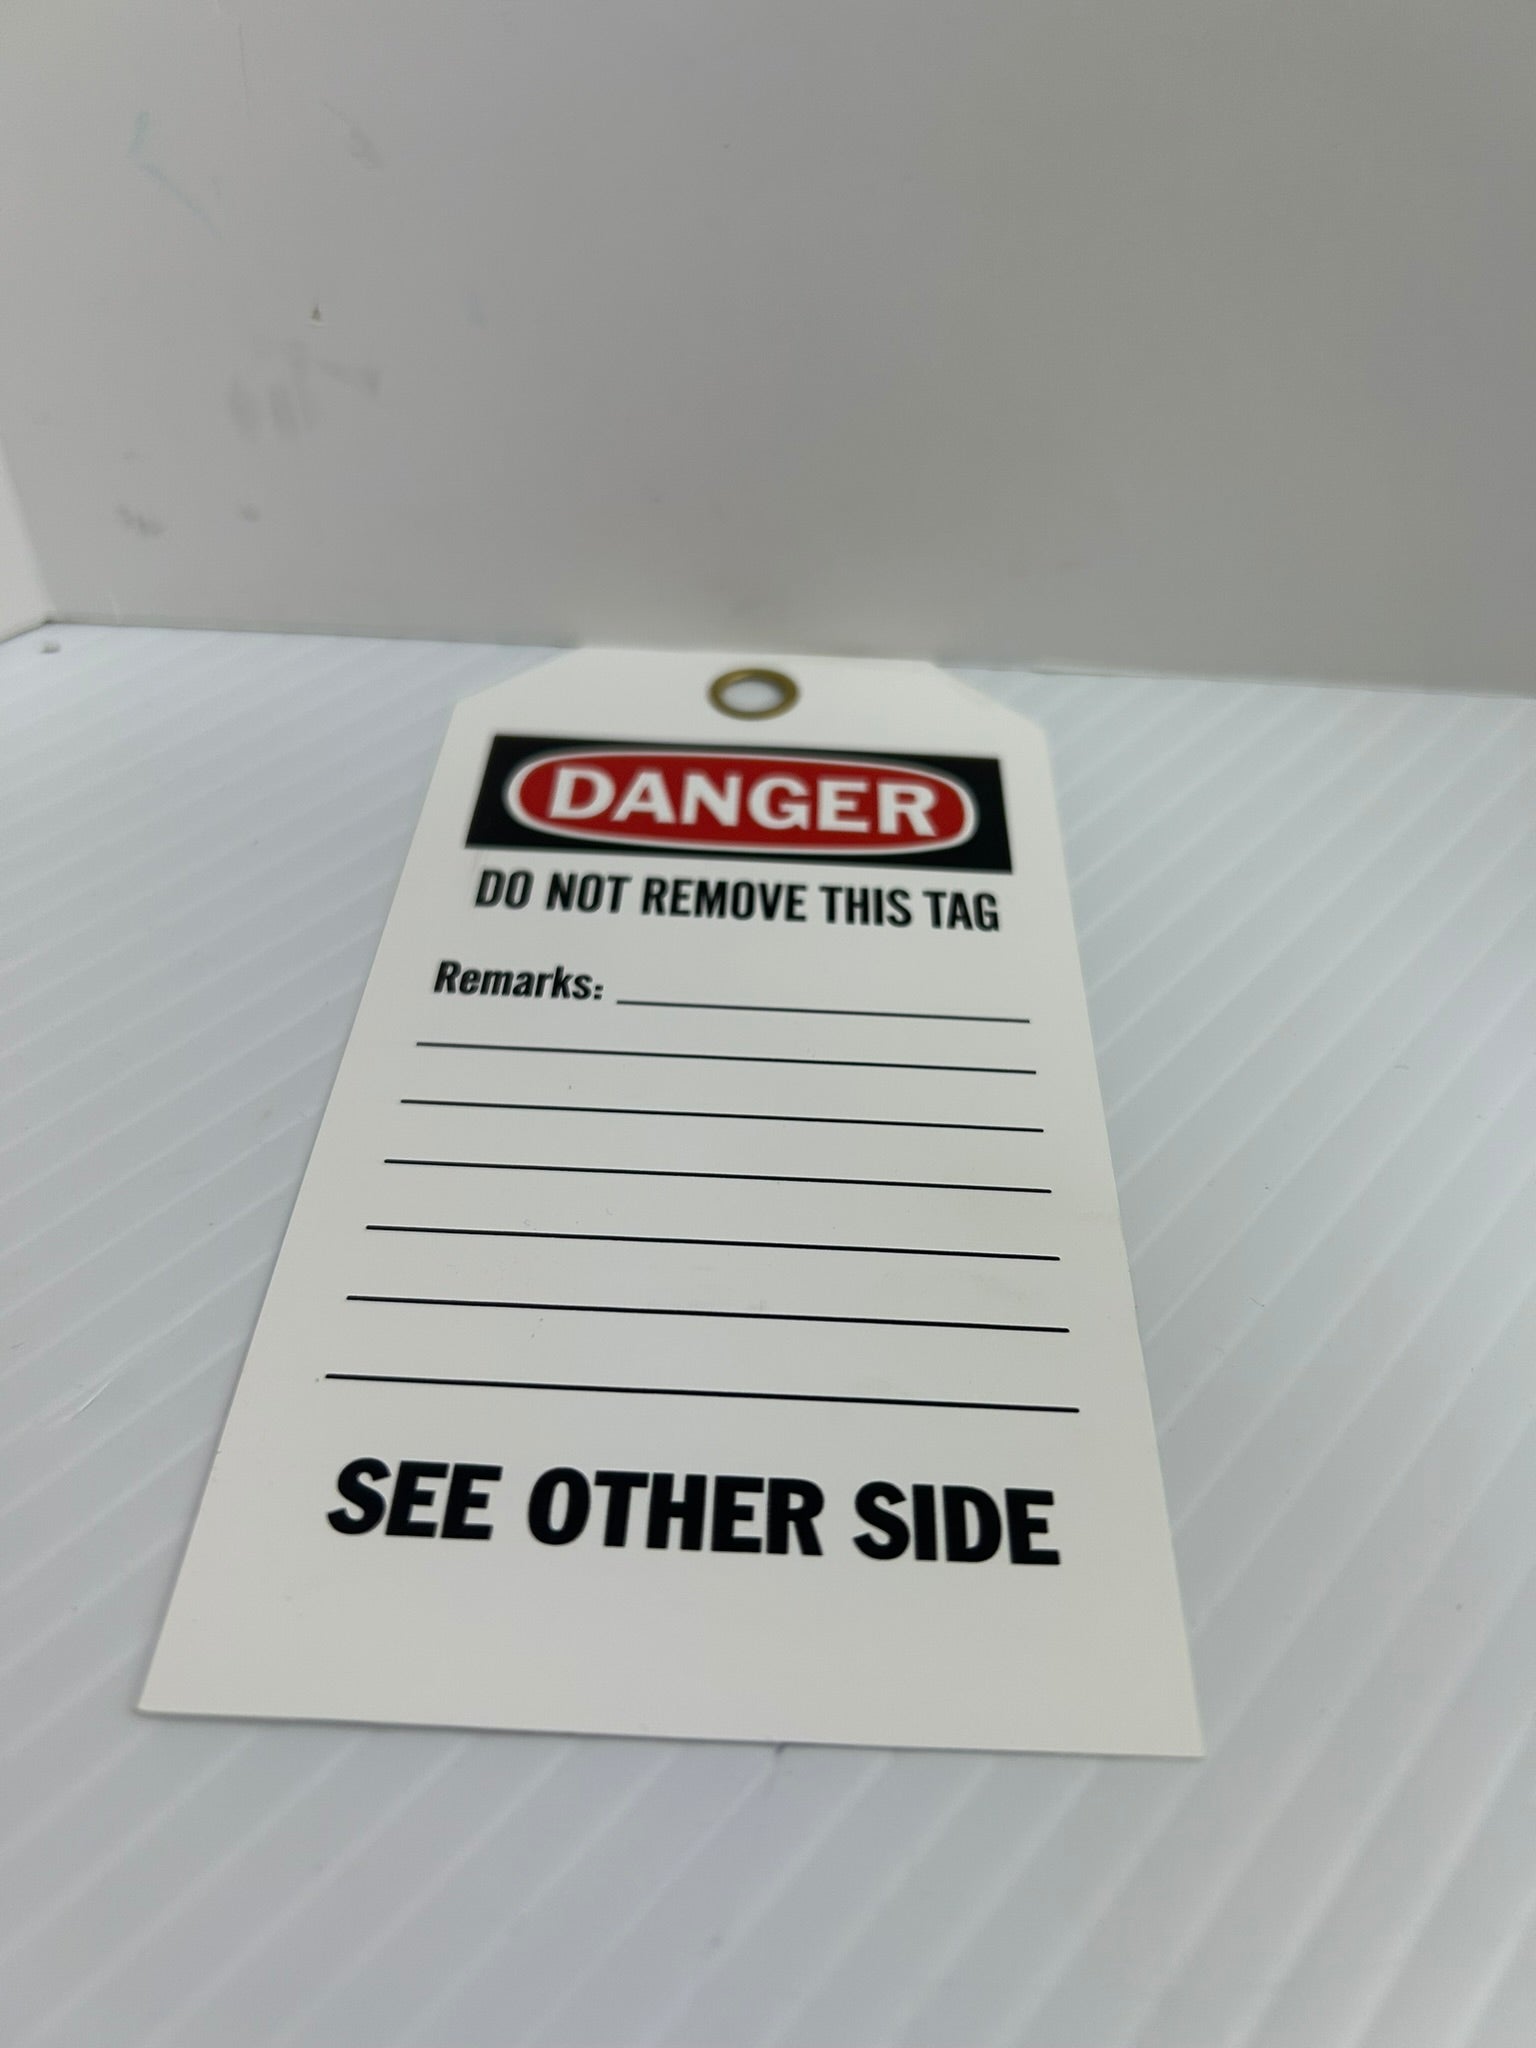 DANGER
DO NOT REMOVE THIS TAG
Remarks:
SEE OTHER SIDE